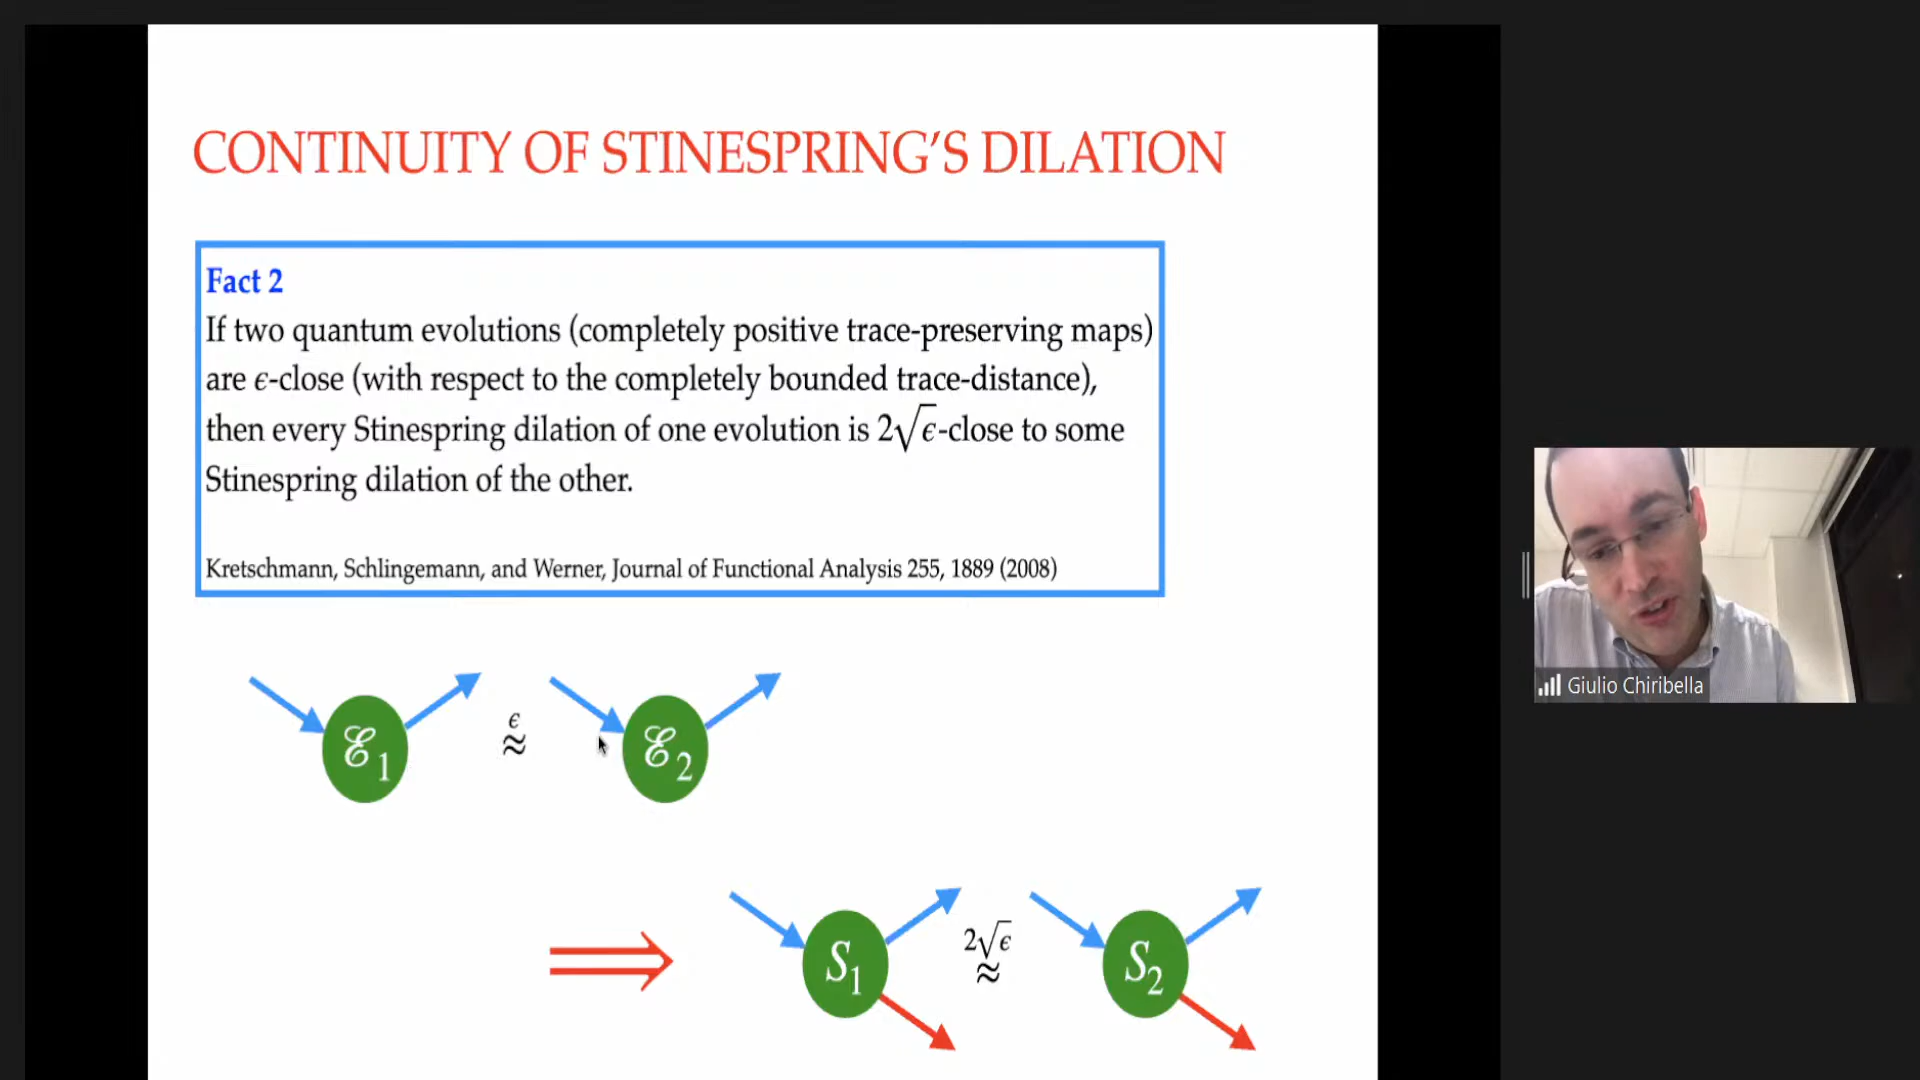 CONTINUITY OF STINESPRING'S DILATION
Fact 2
If two quantum evolutions (completely positive trace-preserving maps)
are ϵ-close (with respect to the completely bounded trace-distance),
then every Stinespring dilation of one evolution is 2√ϵ-close to some
Stinespring dilation of the other.
Kretschmann, Schlingemann, and Werner, Journal of Functional Analysis 255, 1889 (2008)
ℰ1 ϵ ≈ ℰ2
⟹ S1 2√ϵ ≈ S2
Giulio Chiribella